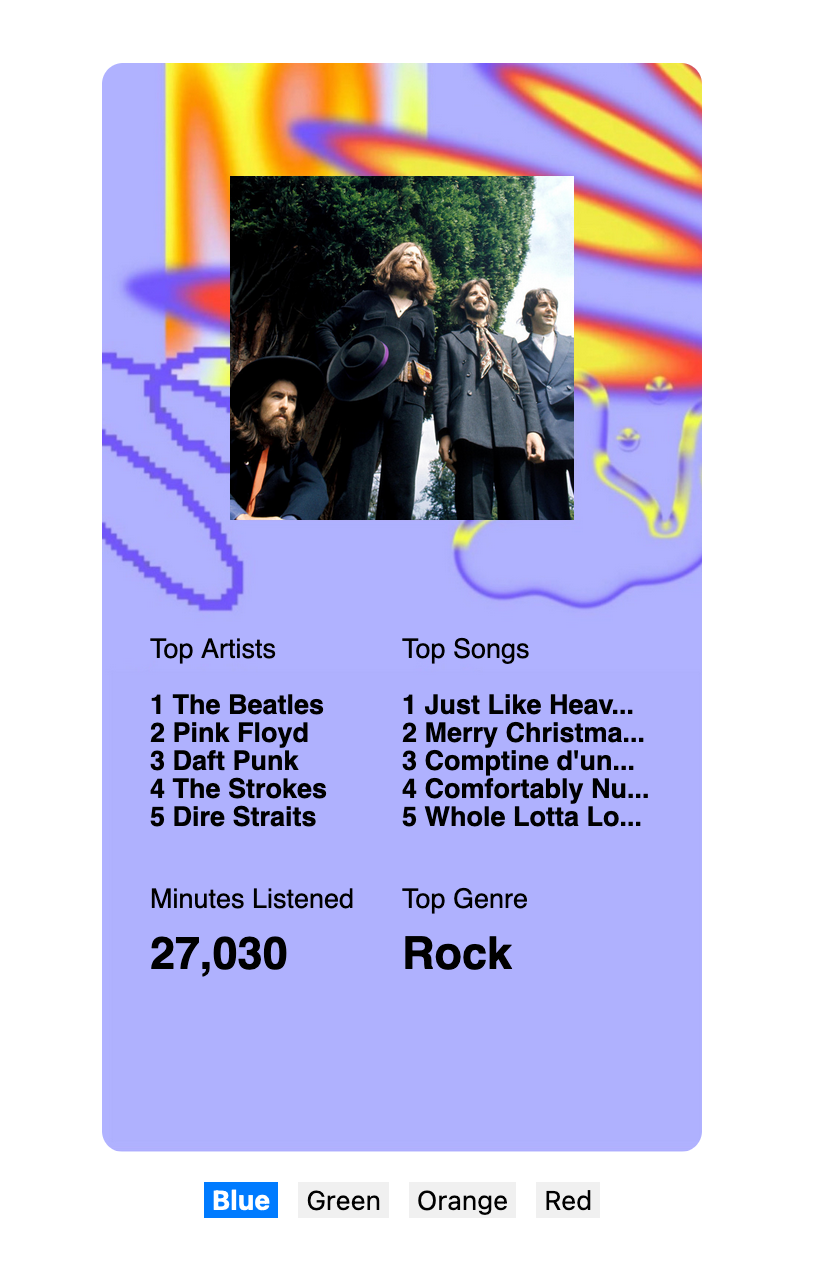 Top Artists
1 The Beatles
2 Pink Floyd
3 Daft Punk
4 The Strokes
5 Dire Straits
Top Songs
1 Just Like Heav...
2 Merry Christma...
3 Comptine d'un...
4 Comfortably Nu...
5 Whole Lotta Lo...
Minutes Listened
27,030
Top Genre
Rock
Blue Green Orange Red